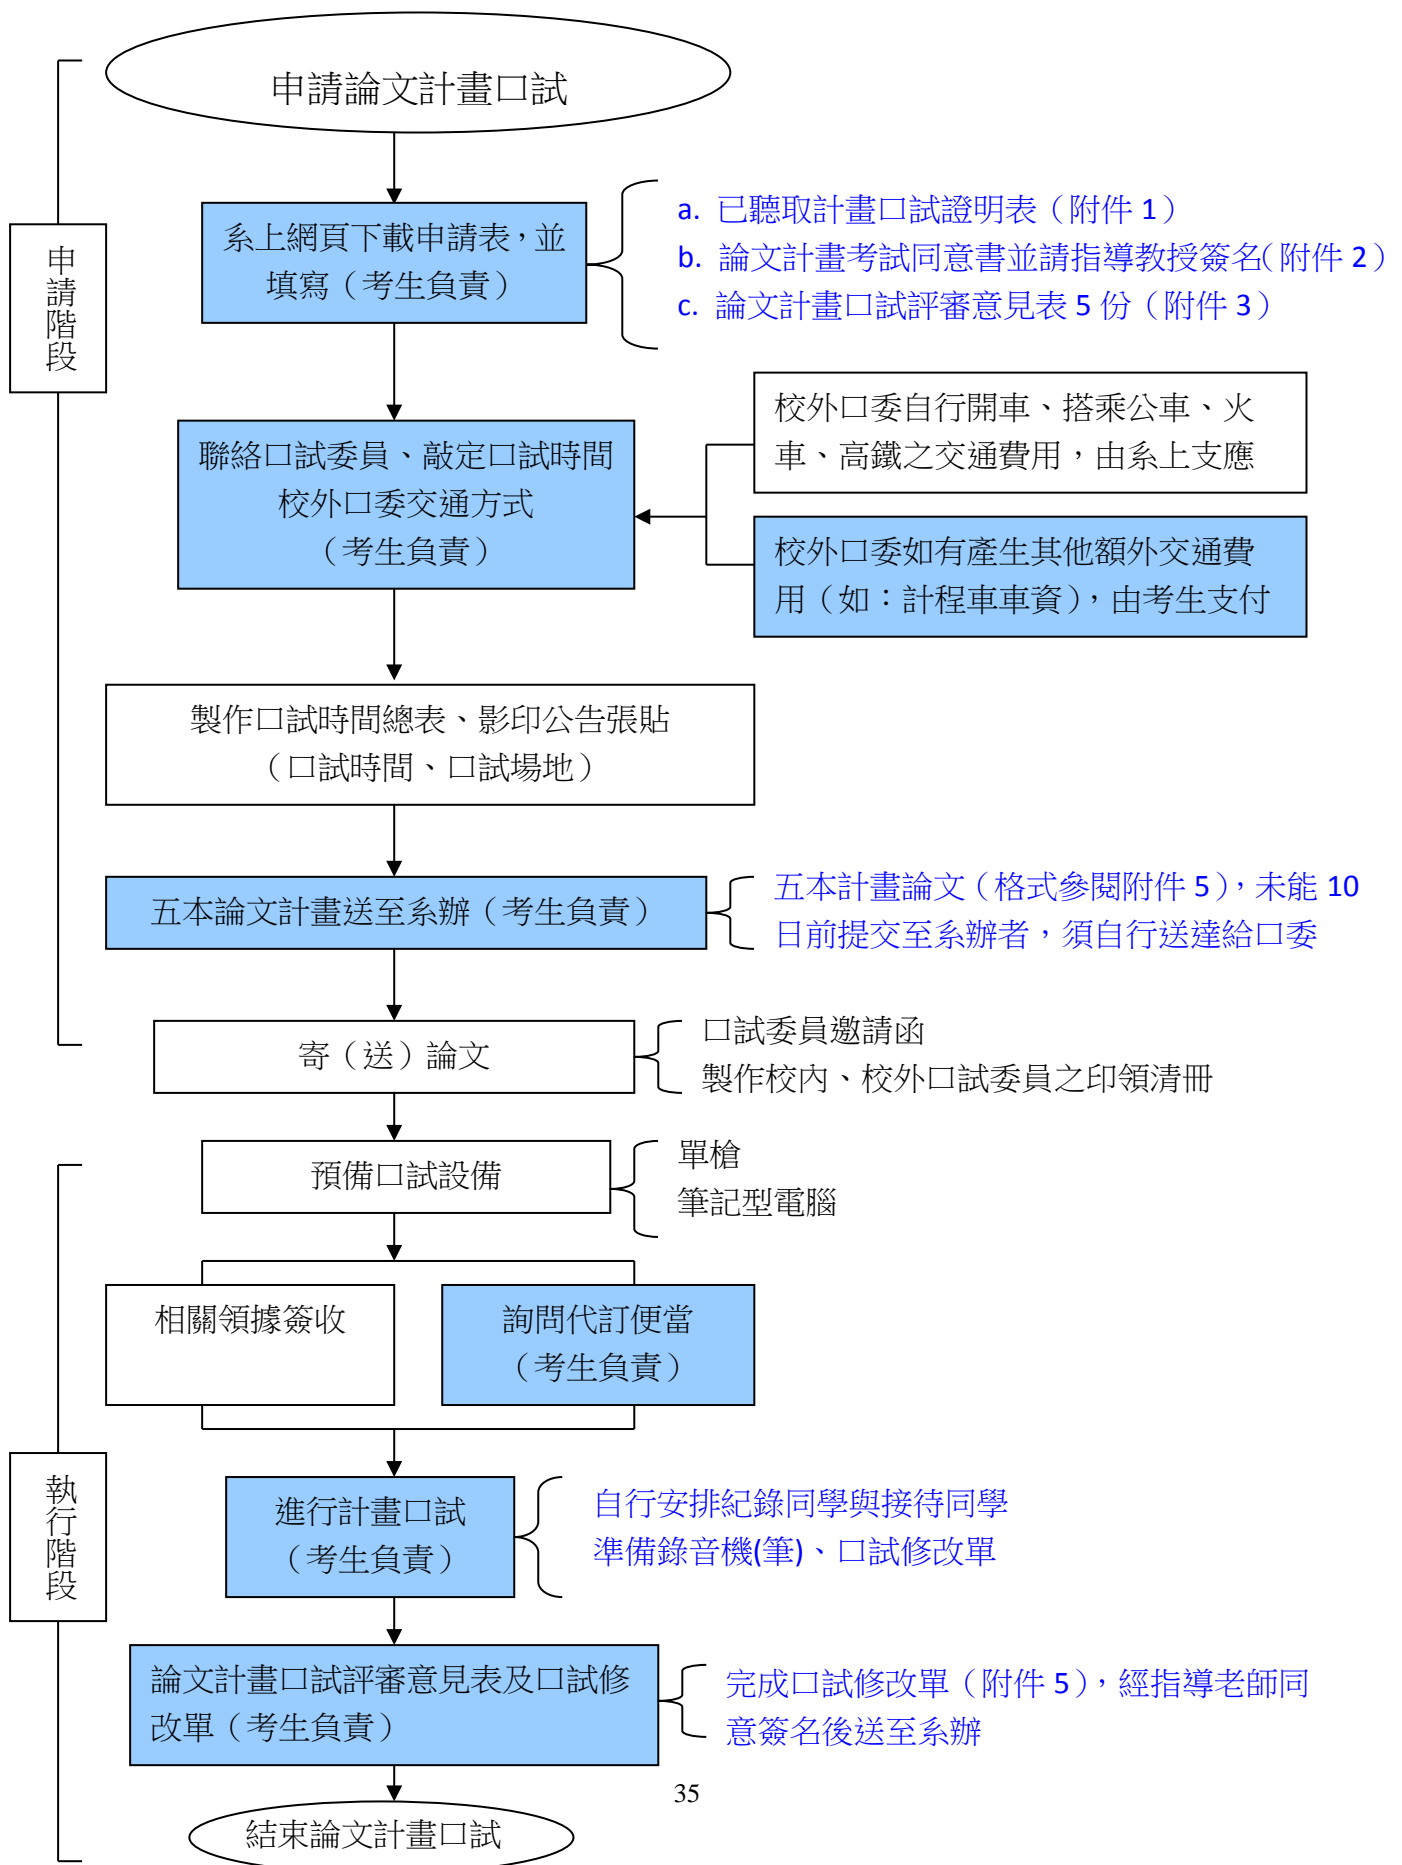 申請論文計畫口試
申請階段
系上網頁下載申請表，並
填寫（考生負責）
a. 已聽取計畫口試證明表（附件 1）
b. 論文計畫考試同意書並請指導教授簽名(附件 2）
c. 論文計畫口試評審意見表 5 份（附件 3）
聯絡口試委員、敲定口試時間
校外口委交通方式
（考生負責）
校外口委自行開車、搭乘公車、火
車、高鐵之交通費用，由系上支應
校外口委如有產生其他額外交通費
用（如：計程車車資），由考生支付
製作口試時間總表、影印公告張貼
（口試時間、口試場地）
五本論文計畫送至系辦（考生負責）
五本計畫論文（格式參閱附件 5），未能 10
日前提交至系辦者，須自行送達給口委
寄（送）論文
口試委員邀請函
製作校內、校外口試委員之印領清冊
執行階段
預備口試設備
單槍
筆記型電腦
相關領據簽收
詢問代訂便當
（考生負責）
進行計畫口試
（考生負責）
自行安排紀錄同學與接待同學
準備錄音機(筆)、口試修改單
論文計畫口試評審意見表及口試修
改單（考生負責）
完成口試修改單（附件 5），經指導老師同
意簽名後送至系辦
結束論文計畫口試
35